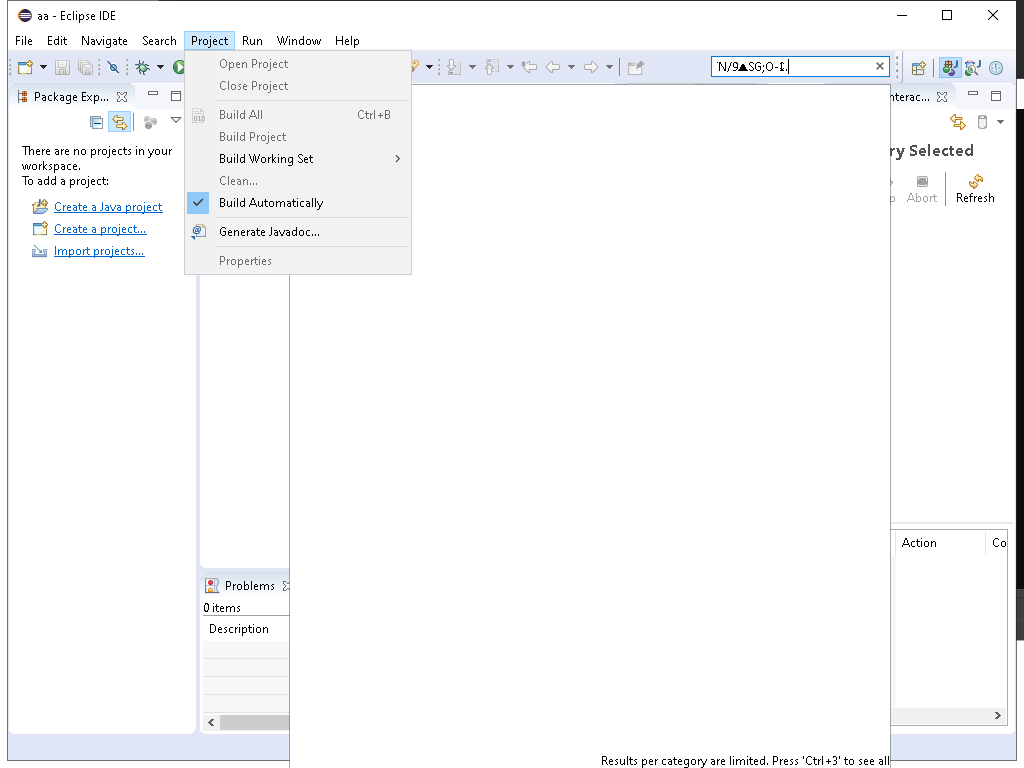 aa - Eclipse IDE
File Edit Navigate Search Project Run Window Help
Open Project
Close Project
Build All Ctrl+B
Build Project
Build Working Set
Clean...
Build Automatically
Generate Javadoc...
Properties
Package Exp...
There are no projects in your
workspace.
To add a project:
Create a Java project
Create a project...
Import projects...
nterac...
ry Selected
Abort Refresh
Action Co
Problems
0 items
Description
Results per category are limited. Press 'Ctrl+3' to see all